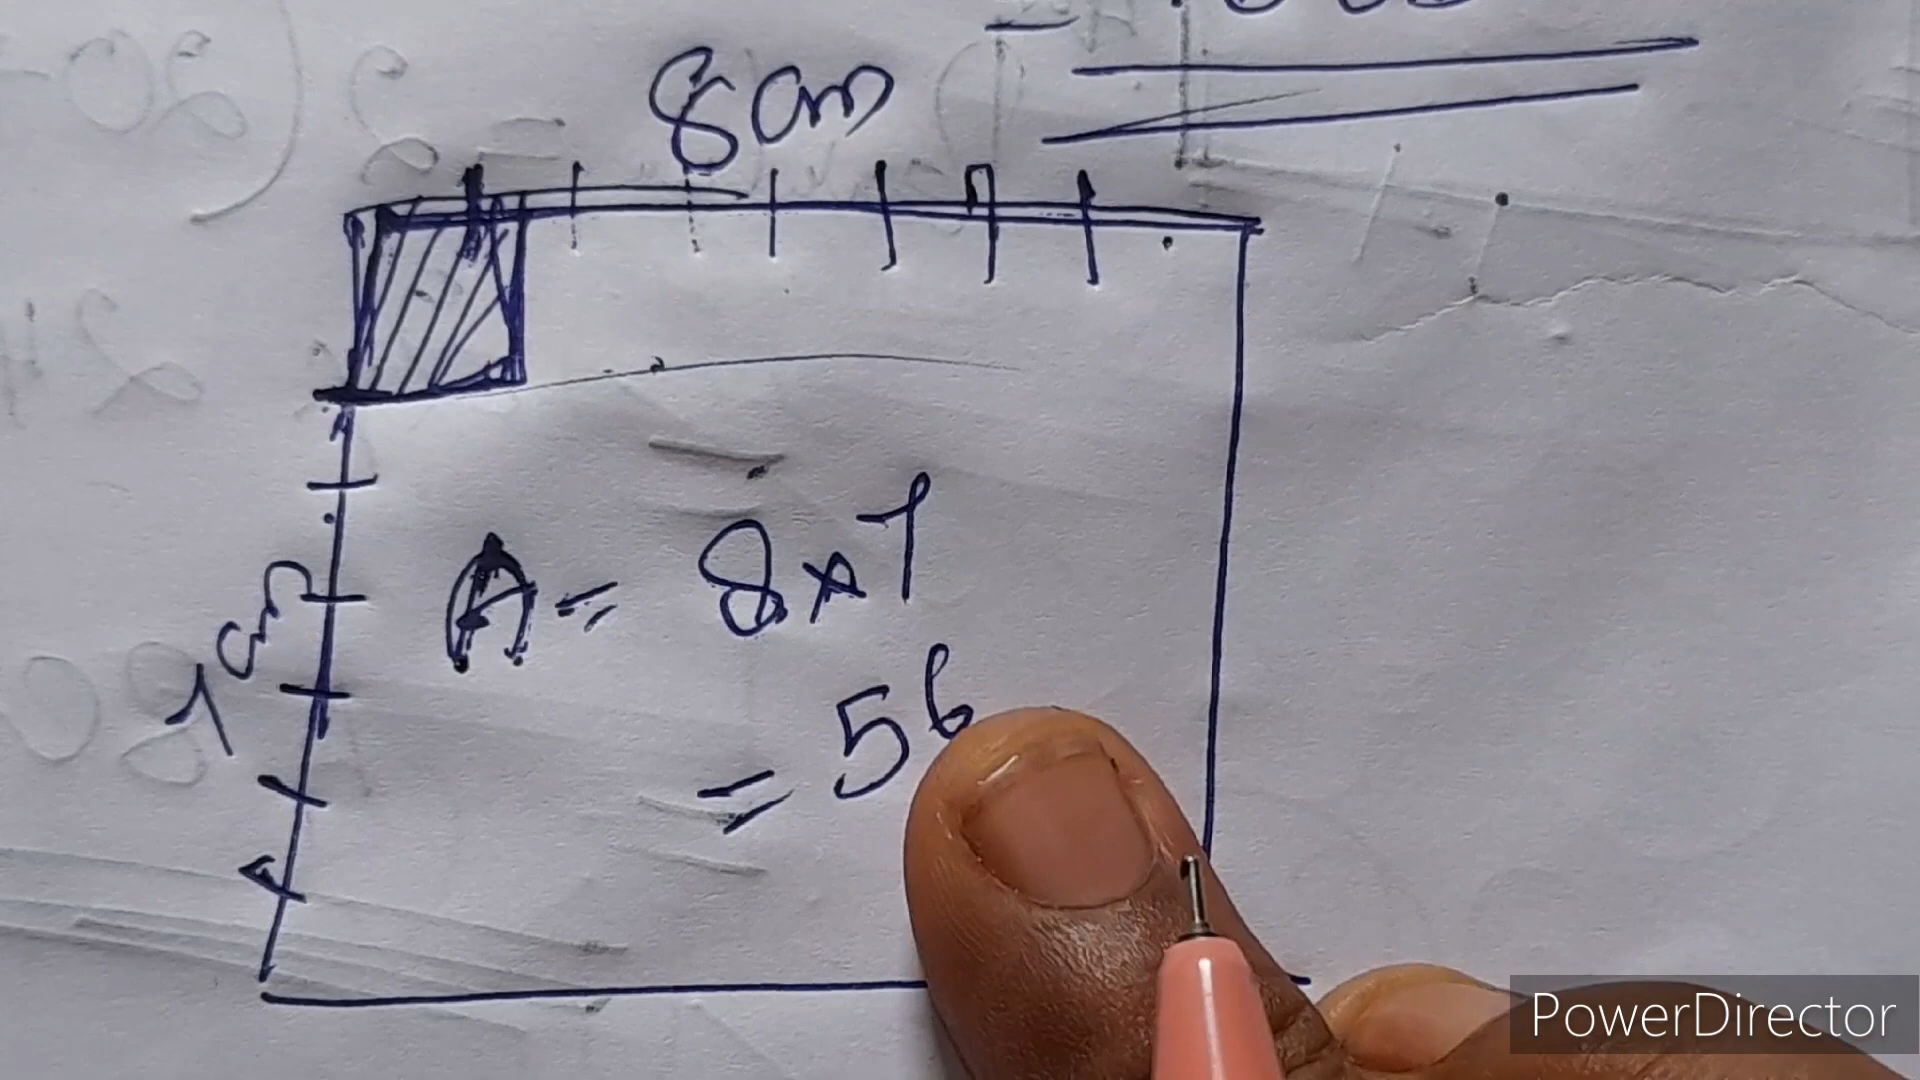 8cm
7cm
A = 8×7
= 56
PowerDirector